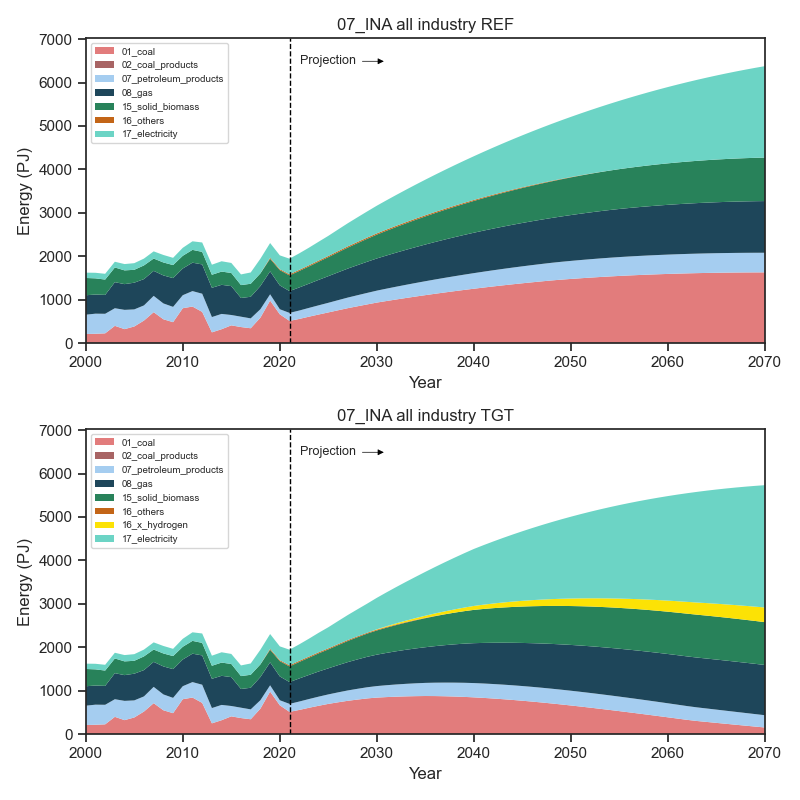 07_INA all industry REF
7000
6000
5000
4000
3000
2000
1000
0
Energy (PJ)
01_coal
02_coal_products
07_petroleum_products
08_gas
15_solid_biomass
16_others
17_electricity
Projection
2000 2010 2020 2030 2040 2050 2060 2070
Year
07_INA all industry TGT
7000
6000
5000
4000
3000
2000
1000
0
Energy (PJ)
01_coal
02_coal_products
07_petroleum_products
08_gas
15_solid_biomass
16_others
16_x_hydrogen
17_electricity
Projection
2000 2010 2020 2030 2040 2050 2060 2070
Year